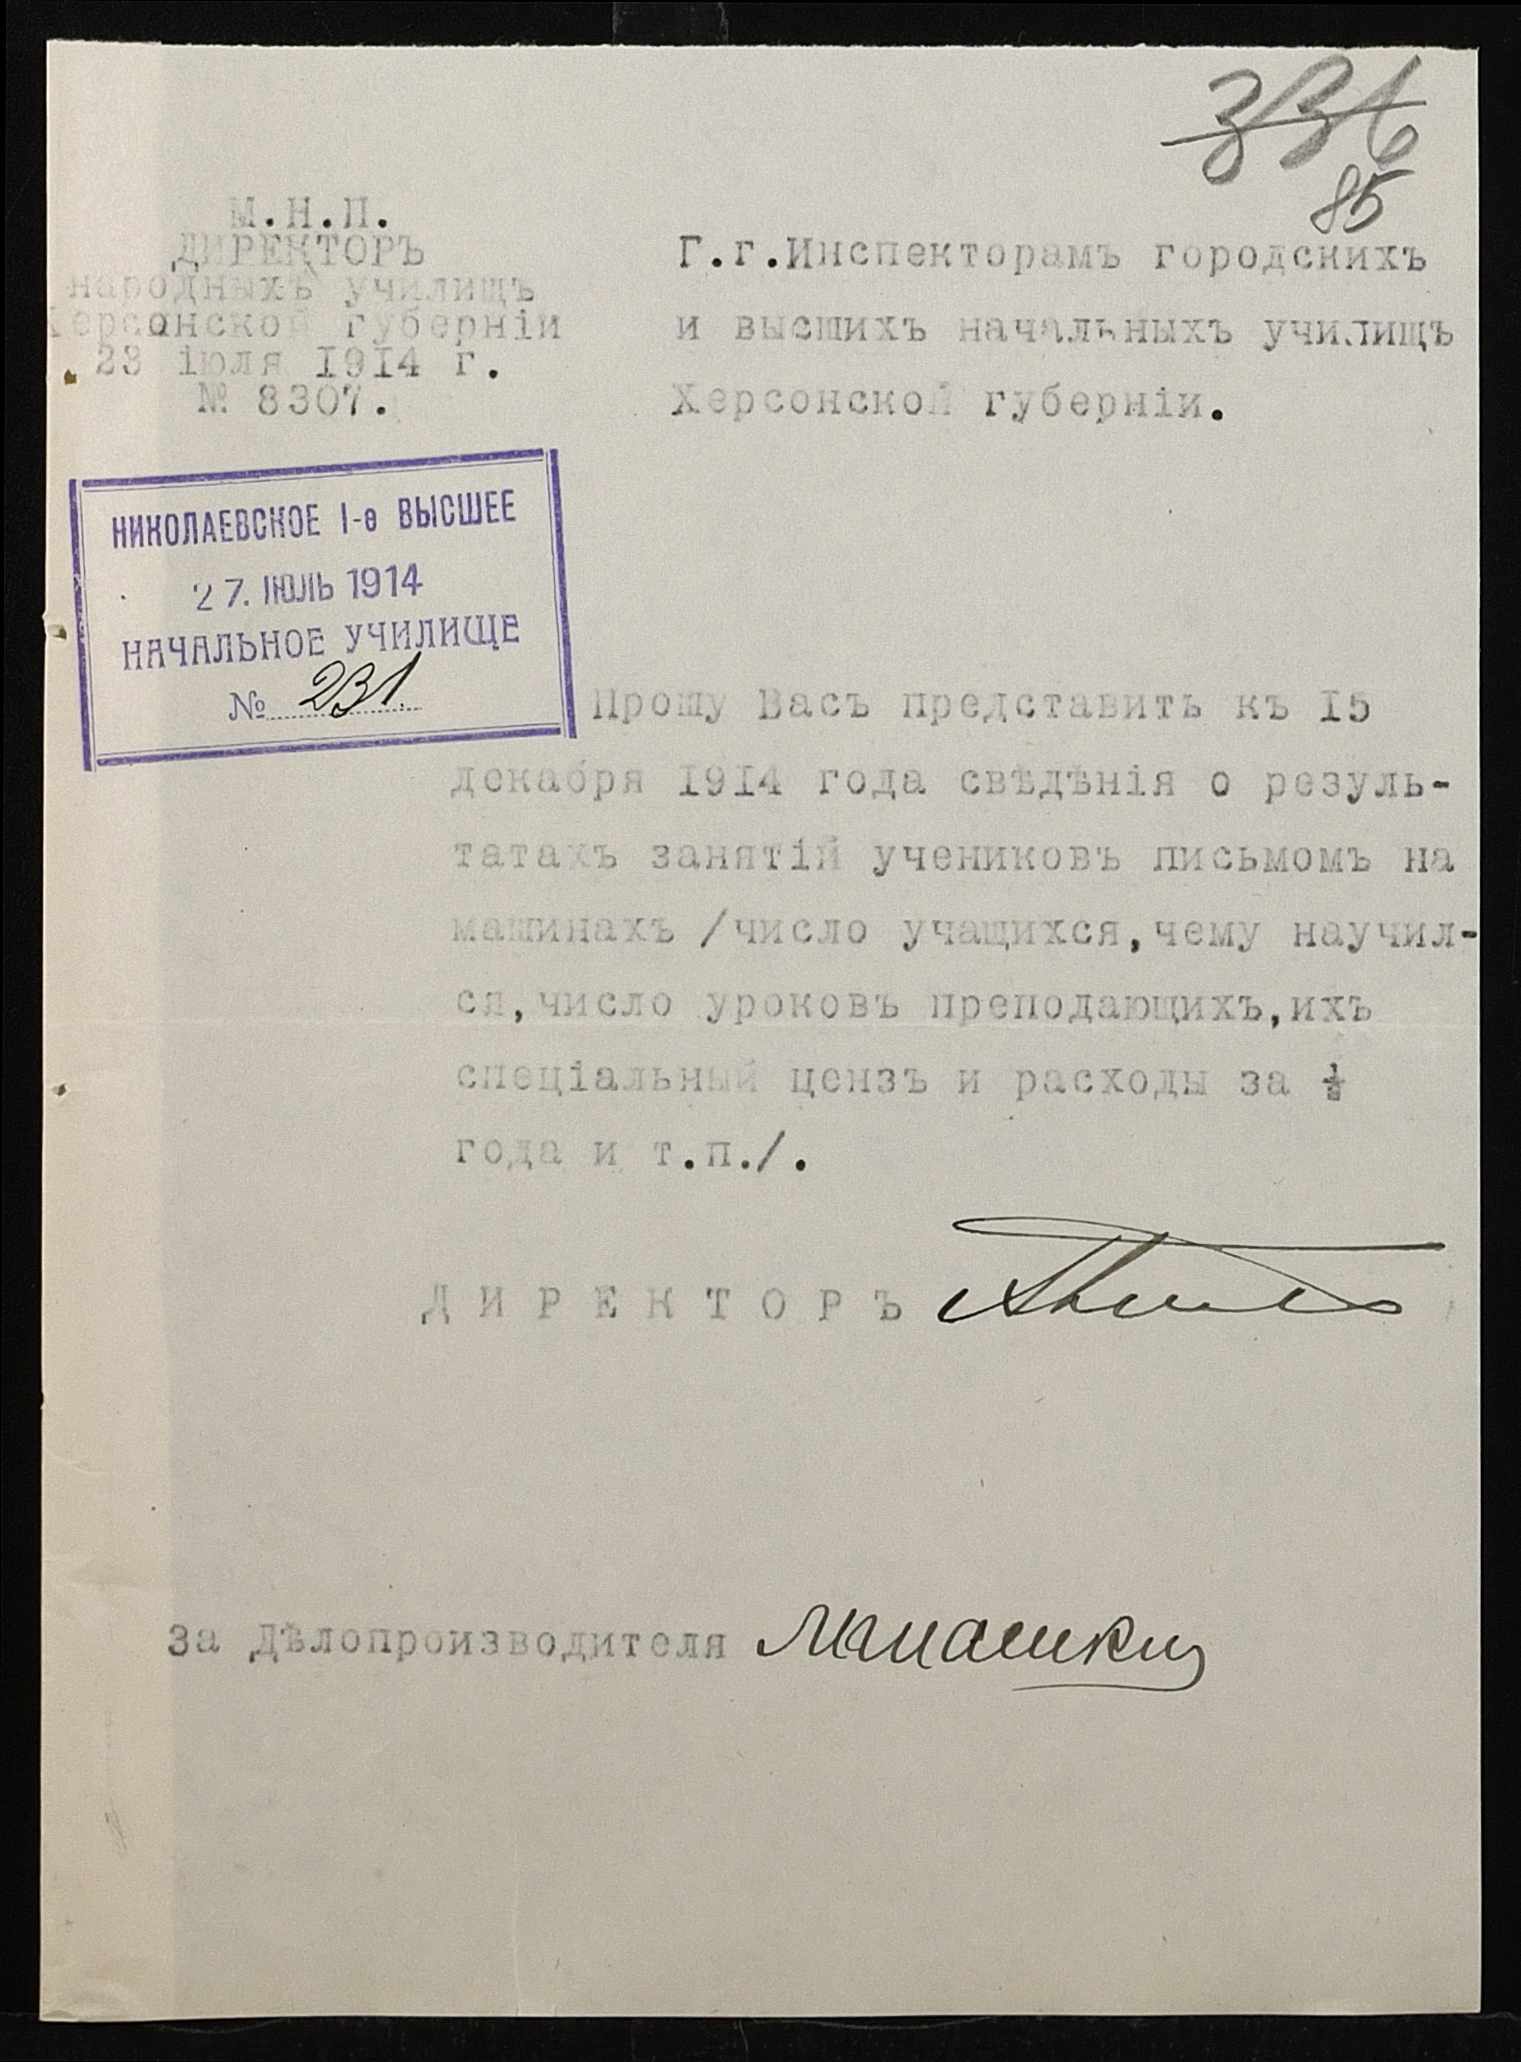 336
85
М.Н.П.
ДИРЕКТОРЪ
народныхъ училищъ
Херсонской губерніи
23 іюля 1914 г.
№ 8307.
Г.г.Инспекторамъ городскихъ
и высшихъ начальныхъ училищъ
Херсонской губерніи.
НИКОЛАЕВСКОЕ 1-е ВЫСШЕЕ
27. ІЮЛЬ 1914
НАЧАЛЬНОЕ УЧИЛИЩЕ
№ 231.
Прошу Васъ представить къ 15
декабря 1914 года свѣдѣнія о резуль-
татахъ занятій учениковъ письмомъ на
машинахъ /число учащихся,чему научил-
ся,число уроковъ преподающихъ,ихъ
спеціальный цензъ и расходы за ½
года и т.п./.
ДИРЕКТОРЪ
За Дѣлопроизводителя